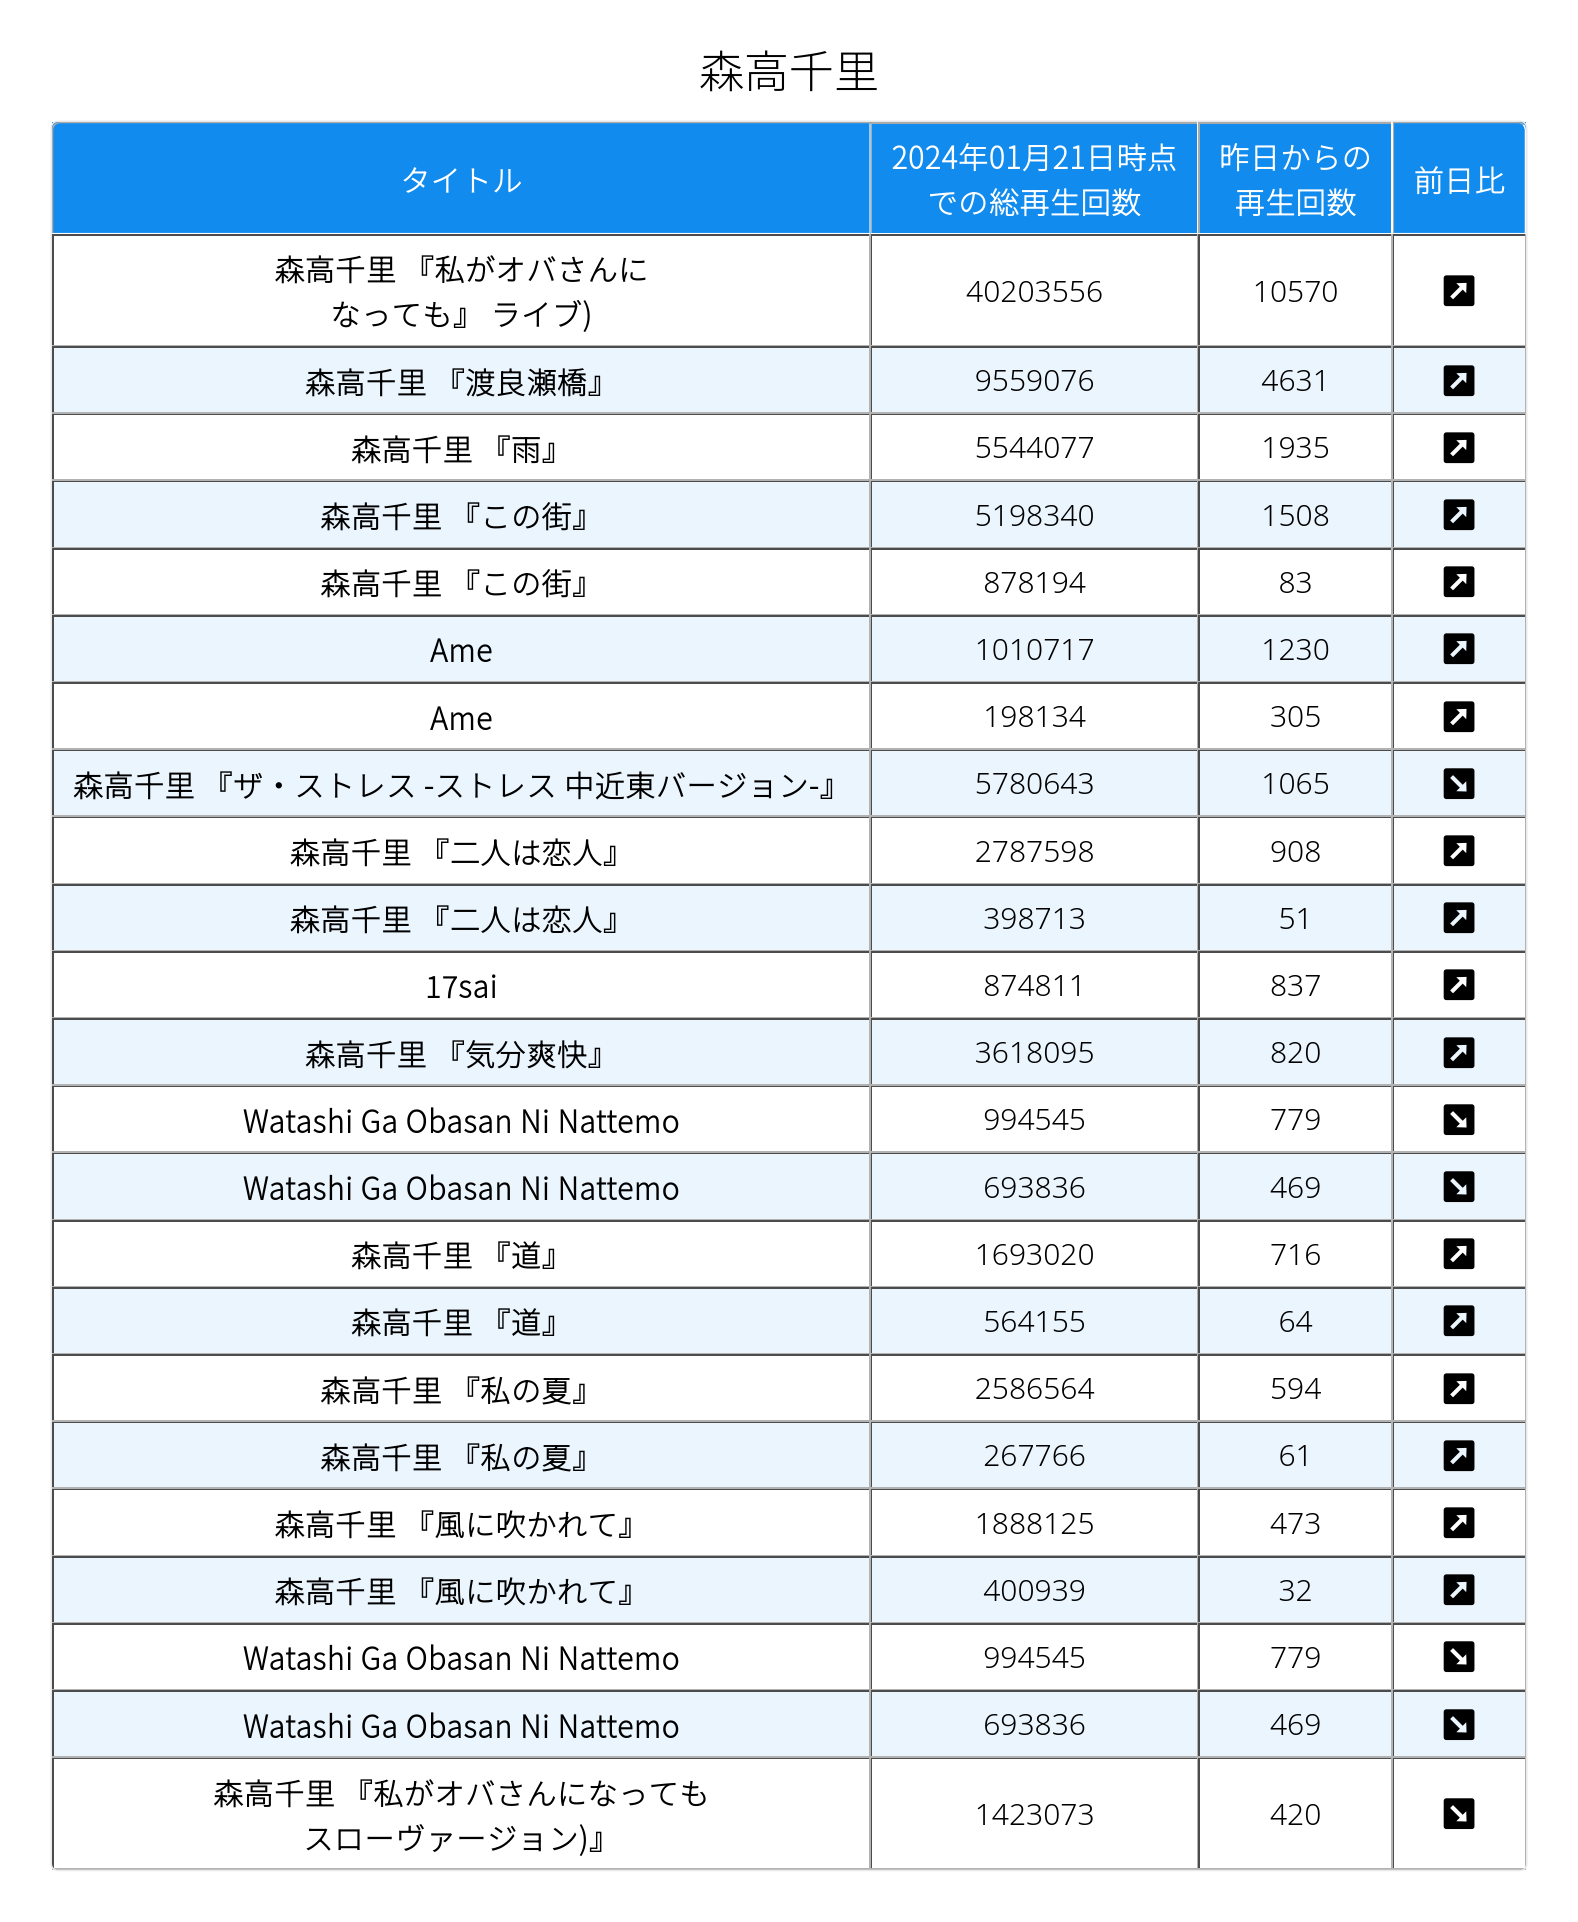 森高千里
タイトル
2024年01月21日時点
での総再生回数
昨日からの
再生回数
前日比
森高千里 『私がオバさんに
なっても』 ライブ)
40203556
10570
森高千里 『渡良瀬橋』
9559076
4631
森高千里 『雨』
5544077
1935
森高千里 『この街』
5198340
1508
森高千里 『この街』
878194
83
Ame
1010717
1230
Ame
198134
305
森高千里 『ザ・ストレス -ストレス 中近東バージョン-』
5780643
1065
森高千里 『二人は恋人』
2787598
908
森高千里 『二人は恋人』
398713
51
17sai
874811
837
森高千里 『気分爽快』
3618095
820
Watashi Ga Obasan Ni Nattemo
994545
779
Watashi Ga Obasan Ni Nattemo
693836
469
森高千里 『道』
1693020
716
森高千里 『道』
564155
64
森高千里 『私の夏』
2586564
594
森高千里 『私の夏』
267766
61
森高千里 『風に吹かれて』
1888125
473
森高千里 『風に吹かれて』
400939
32
Watashi Ga Obasan Ni Nattemo
994545
779
Watashi Ga Obasan Ni Nattemo
693836
469
森高千里 『私がオバさんになっても
スローヴァージョン)』
1423073
420